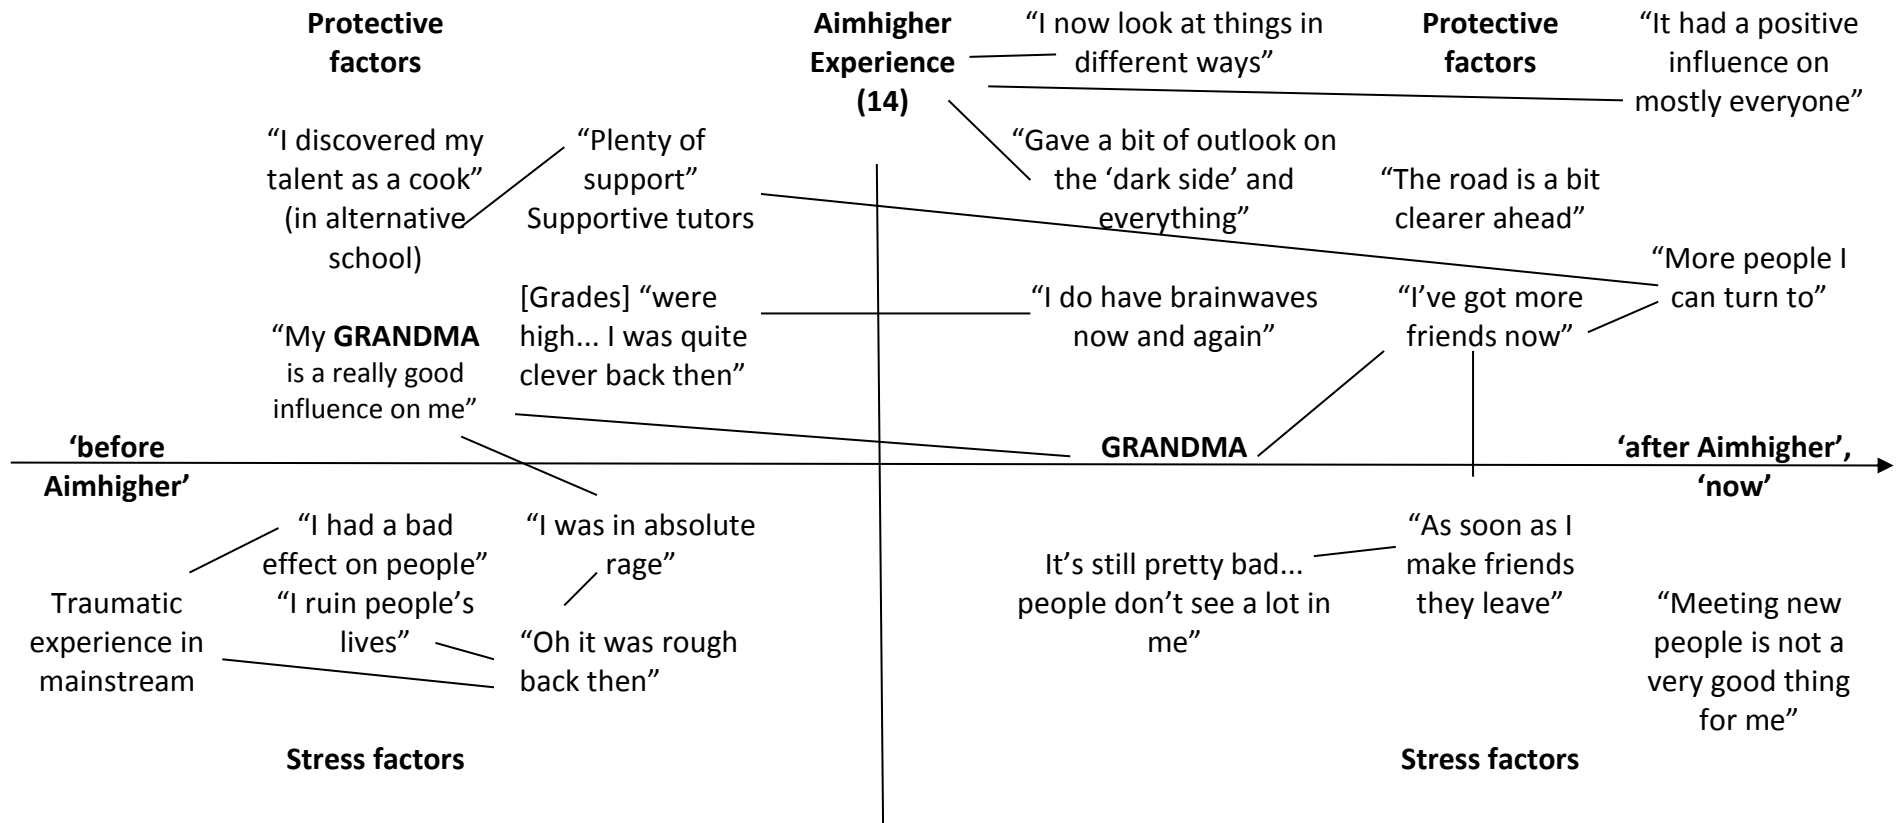 Protective
factors
Aimhigher
Experience
(14)
“I now look at things in
different ways”
Protective
factors
“It had a positive
influence on
mostly everyone”
“I discovered my
talent as a cook”
(in alternative
school)
“Plenty of
support”
Supportive tutors
“Gave a bit of outlook on
the ‘dark side’ and
everything”
“The road is a bit
clearer ahead”
“More people I
can turn to”
“My GRANDMA
is a really good
influence on me”
[Grades] “were
high... I was quite
clever back then”
“I do have brainwaves
now and again”
“I’ve got more
friends now”
‘before
Aimhigher’
GRANDMA
‘after Aimhigher’,
‘now’
Traumatic
experience in
mainstream
“I had a bad
effect on people”
“I ruin people’s
lives”
“I was in absolute
rage”
“Oh it was rough
back then”
It’s still pretty bad...
people don’t see a lot in
me”
“As soon as I
make friends
they leave”
“Meeting new
people is not a
very good thing
for me”
Stress factors
Stress factors